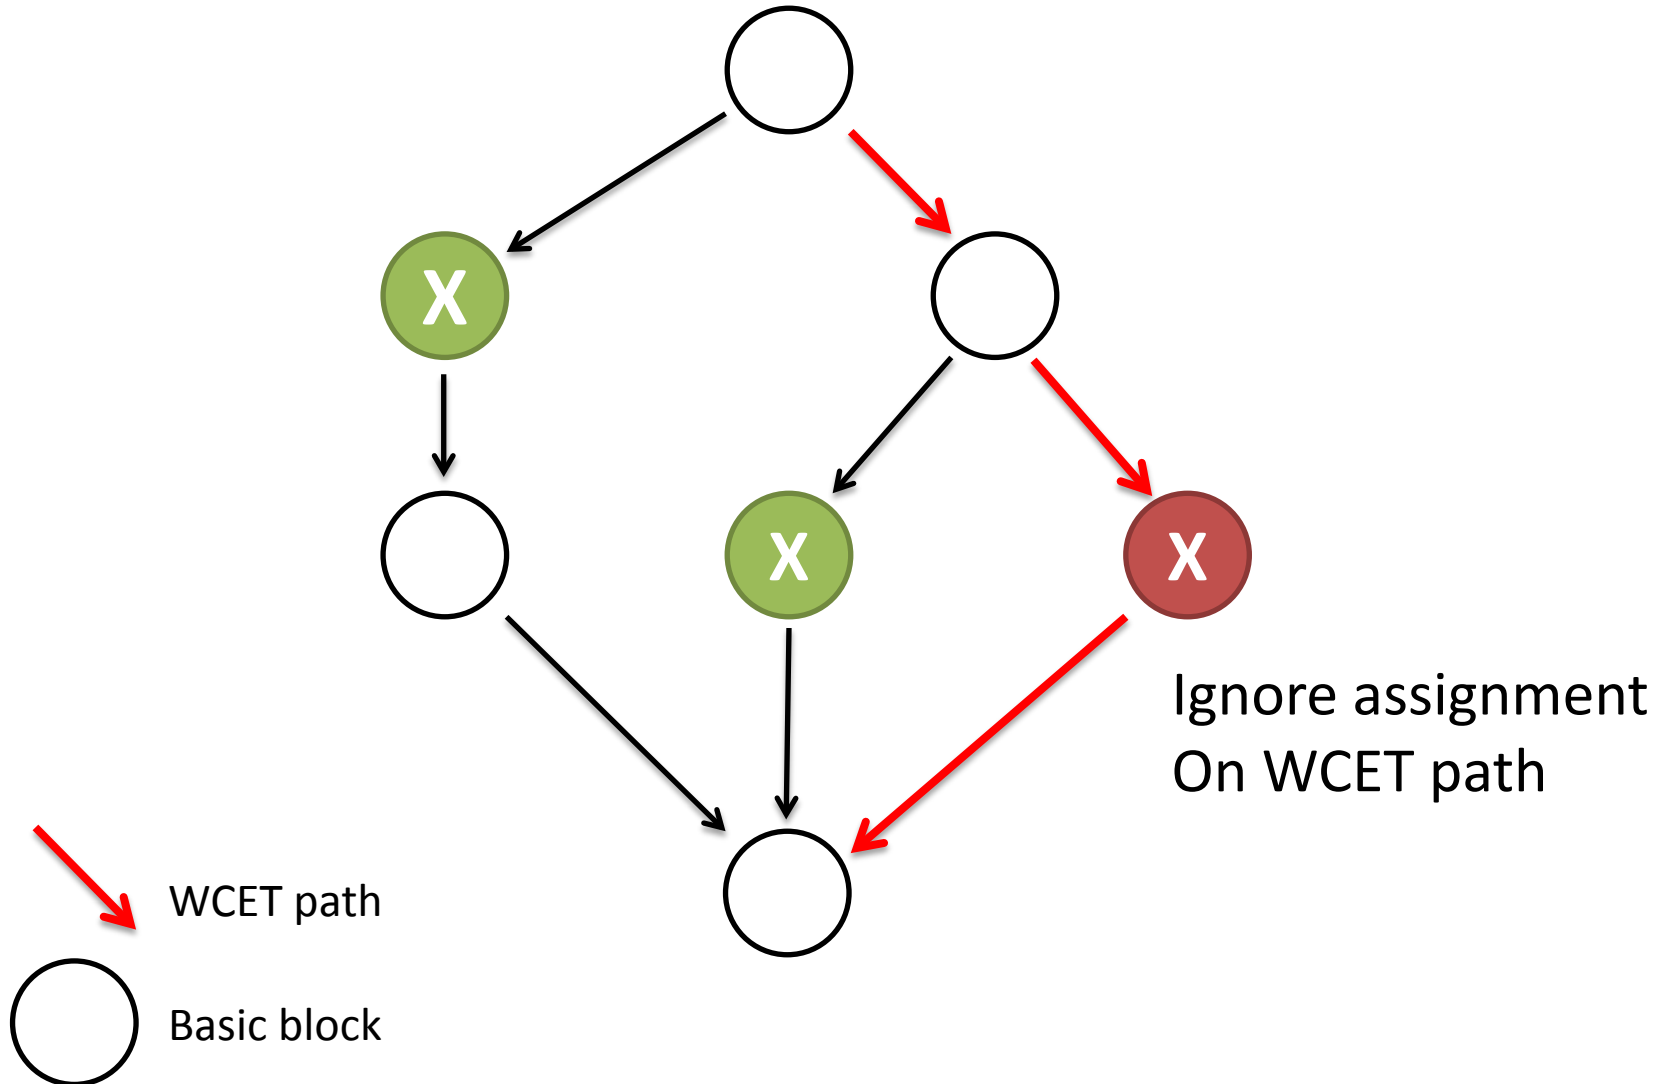 X
X
X
Ignore assignment
On WCET path
WCET path
Basic block